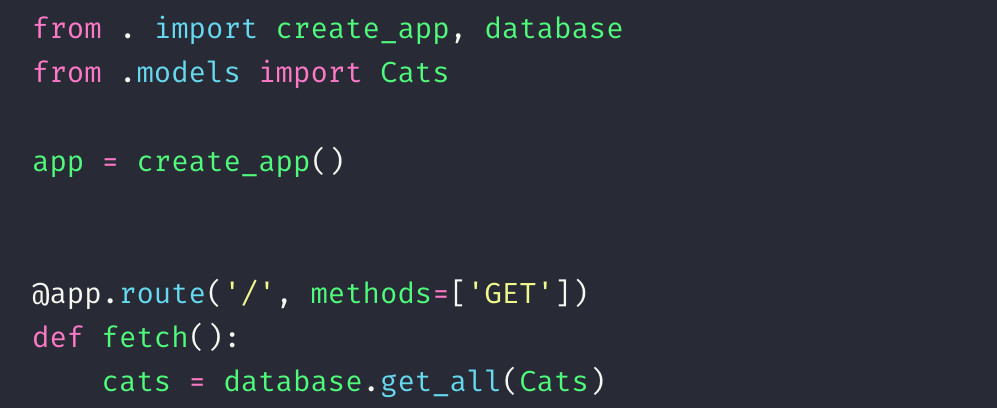 from . import create_app, database
from .models import Cats
app = create_app()
@app.route('/', methods=['GET'])
def fetch():
    cats = database.get_all(Cats)